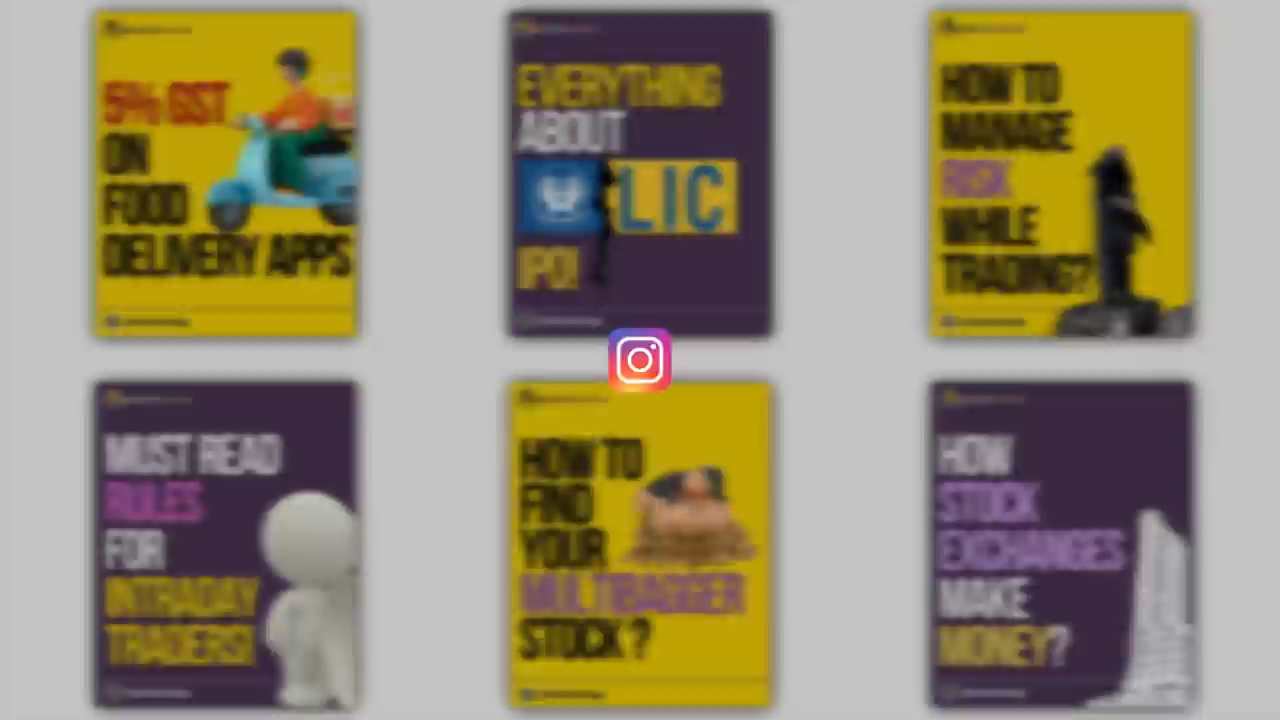 5% GST
ON
FOOD
DELIVERY APPS
EVERYTHING
ABOUT
LIC
IPO!
HOW TO
MANAGE
RISK
WHILE
TRADING?
MUST READ
RULES
FOR
INTRADAY
TRADERS!
HOW TO
FIND
YOUR
MULTIBAGGER
STOCK ?
HOW
STOCK
EXCHANGES
MAKE
MONEY?